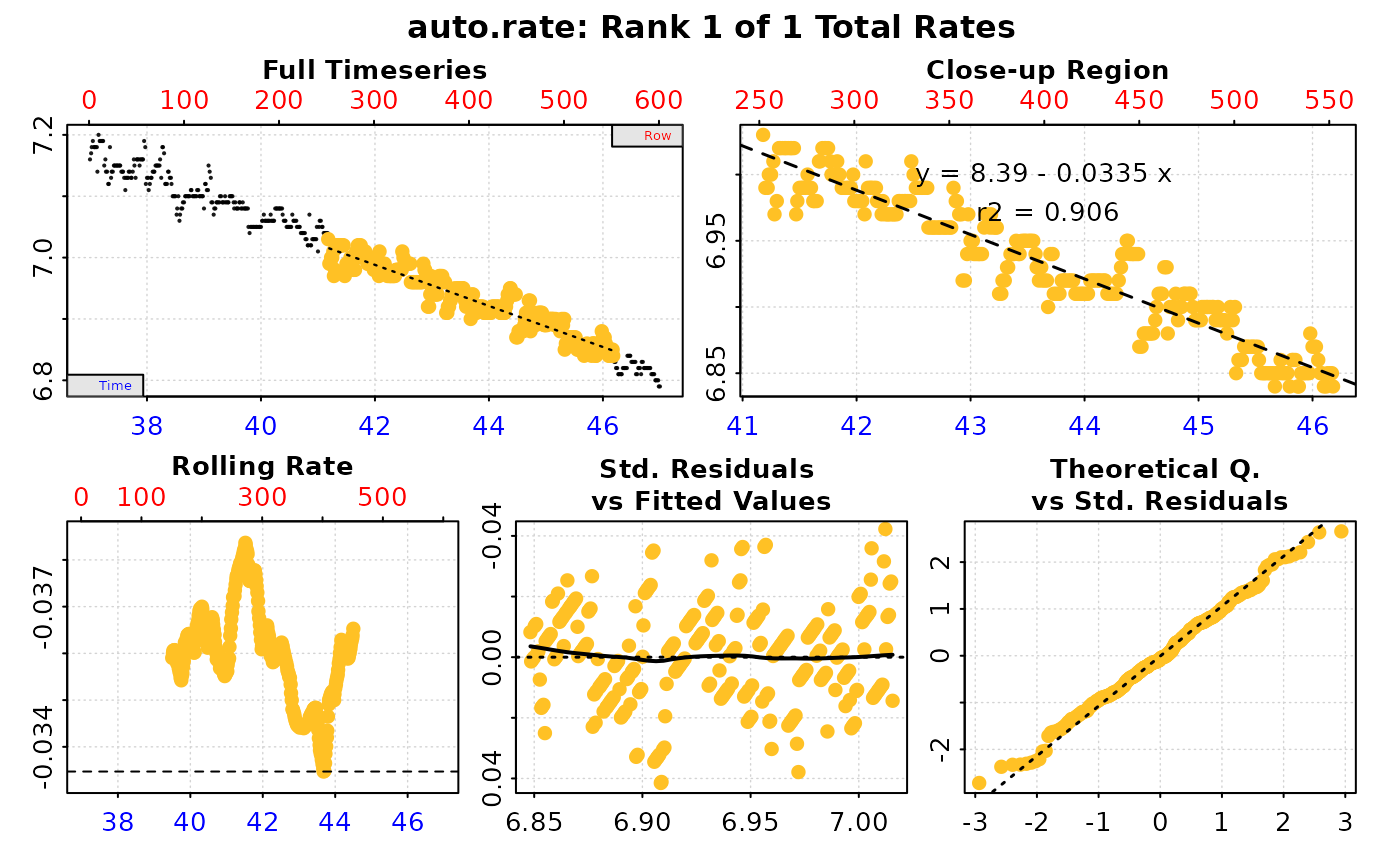 auto.rate: Rank 1 of 1 Total Rates
Full Timeseries
0 100 200 300 400 500 600
7.2
7.0
6.8
Row
Time
38 40 42 44 46
Close-up Region
250 300 350 400 450 500 550
y = 8.39 - 0.0335 x
r2 = 0.906
6.95
6.85
41 42 43 44 45 46
Rolling Rate
0 100 300 500
-0.037
-0.034
38 40 42 44 46
Std. Residuals
vs Fitted Values
-0.04
0.00
0.04
6.85 6.90 6.95 7.00
Theoretical Q.
vs Std. Residuals
2
1
0
-2
-3 -2 -1 0 1 2 3